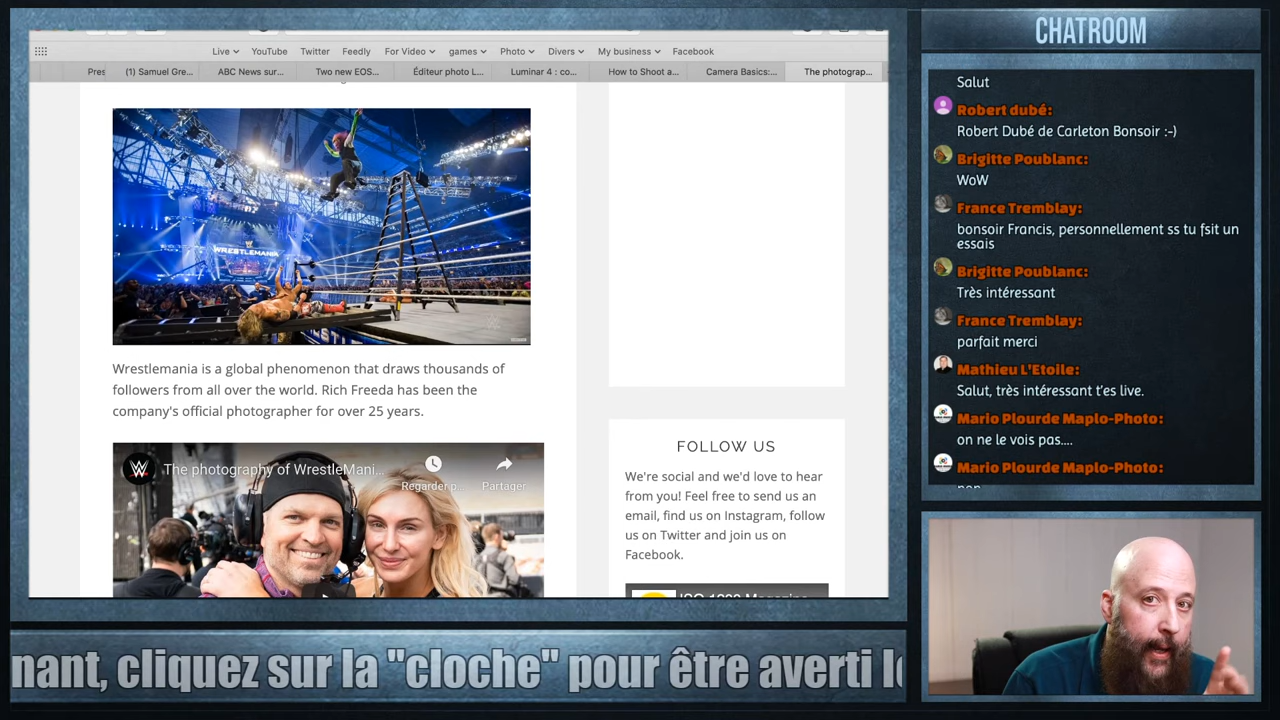 Live
YouTube
Twitter
Feedly
For Video
games
Photo
Divers
My business
Facebook
Pres
(1) Samuel Gre...
ABC News sur...
Two new EOS...
Éditeur photo L...
Luminar 4 : co...
How to Shoot a...
Camera Basics:...
The photograp...
WRESTLEMANIA
Wrestlemania is a global phenomenon that draws thousands of
followers from all over the world. Rich Freeda has been the
company's official photographer for over 25 years.
The photography of WrestleMani...
Regarder p...
Partager
FOLLOW US
We're social and we'd love to hear
from you! Feel free to send us an
email, find us on Instagram, follow
us on Twitter and join us on
Facebook.
ISO 1200 Magazine
CHATROOM
Salut
Robert dubé:
Robert Dubé de Carleton Bonsoir :-)
Brigitte Poublanc:
WoW
France Tremblay:
bonsoir Francis, personnellement ss tu fsit un
essais
Brigitte Poublanc:
Très intéressant
France Tremblay:
parfait merci
Mathieu L'Etoile:
Salut, très intéressant t'es live.
Mario Plourde Maplo-Photo:
on ne le vois pas....
Mario Plourde Maplo-Photo:
non
nant, cliquez sur la "cloche" pour être averti l